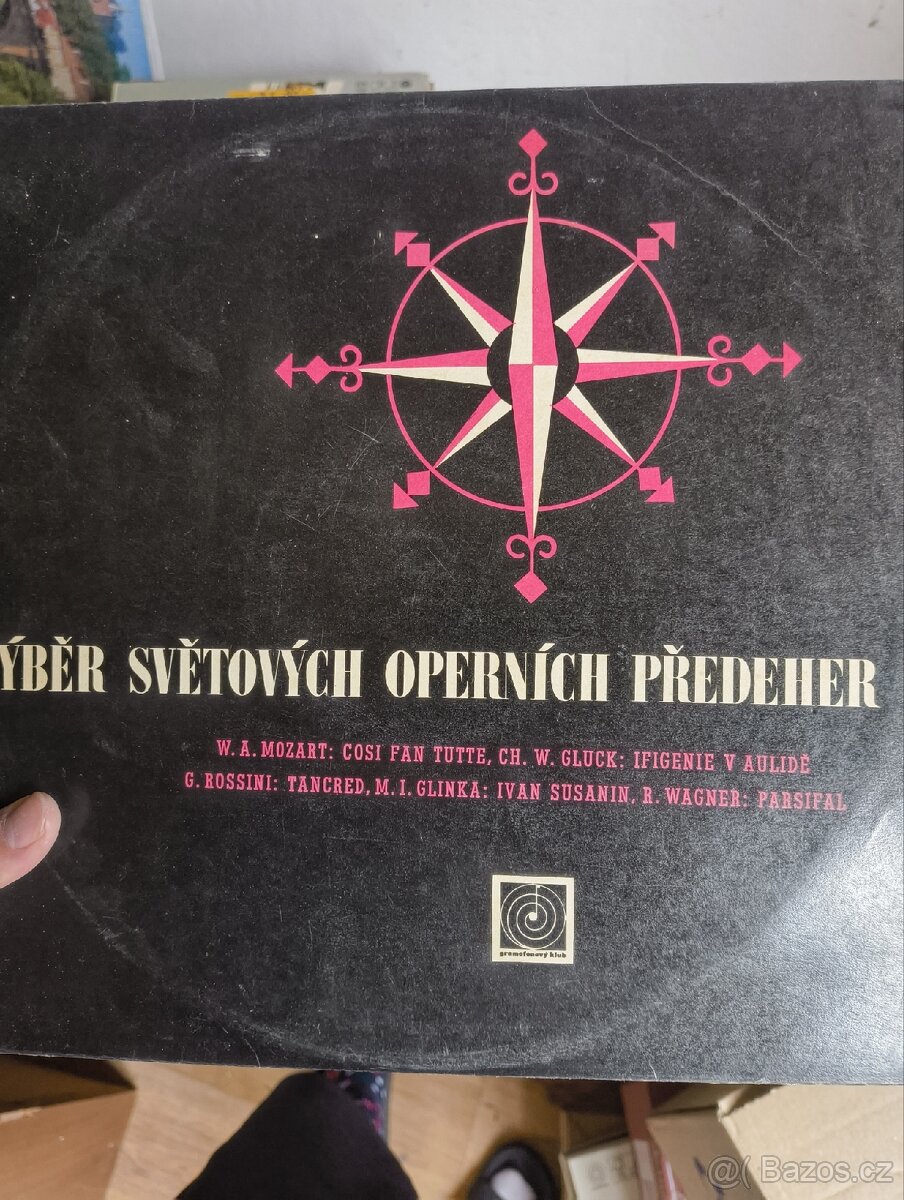 ÝBĚR SVĚTOVÝCH OPERNÍCH PŘEDEHER
W. A. MOZART: COSI FAN TUTTE, CH. W. GLUCK: IFIGENIE V AULIDĚ
G. ROSSINI: TANCRED, M. I. GLINKA: IVAN SUSANIN, R. WAGNER: PARSIFAL
gramofonový klub
@( Bazos.cz